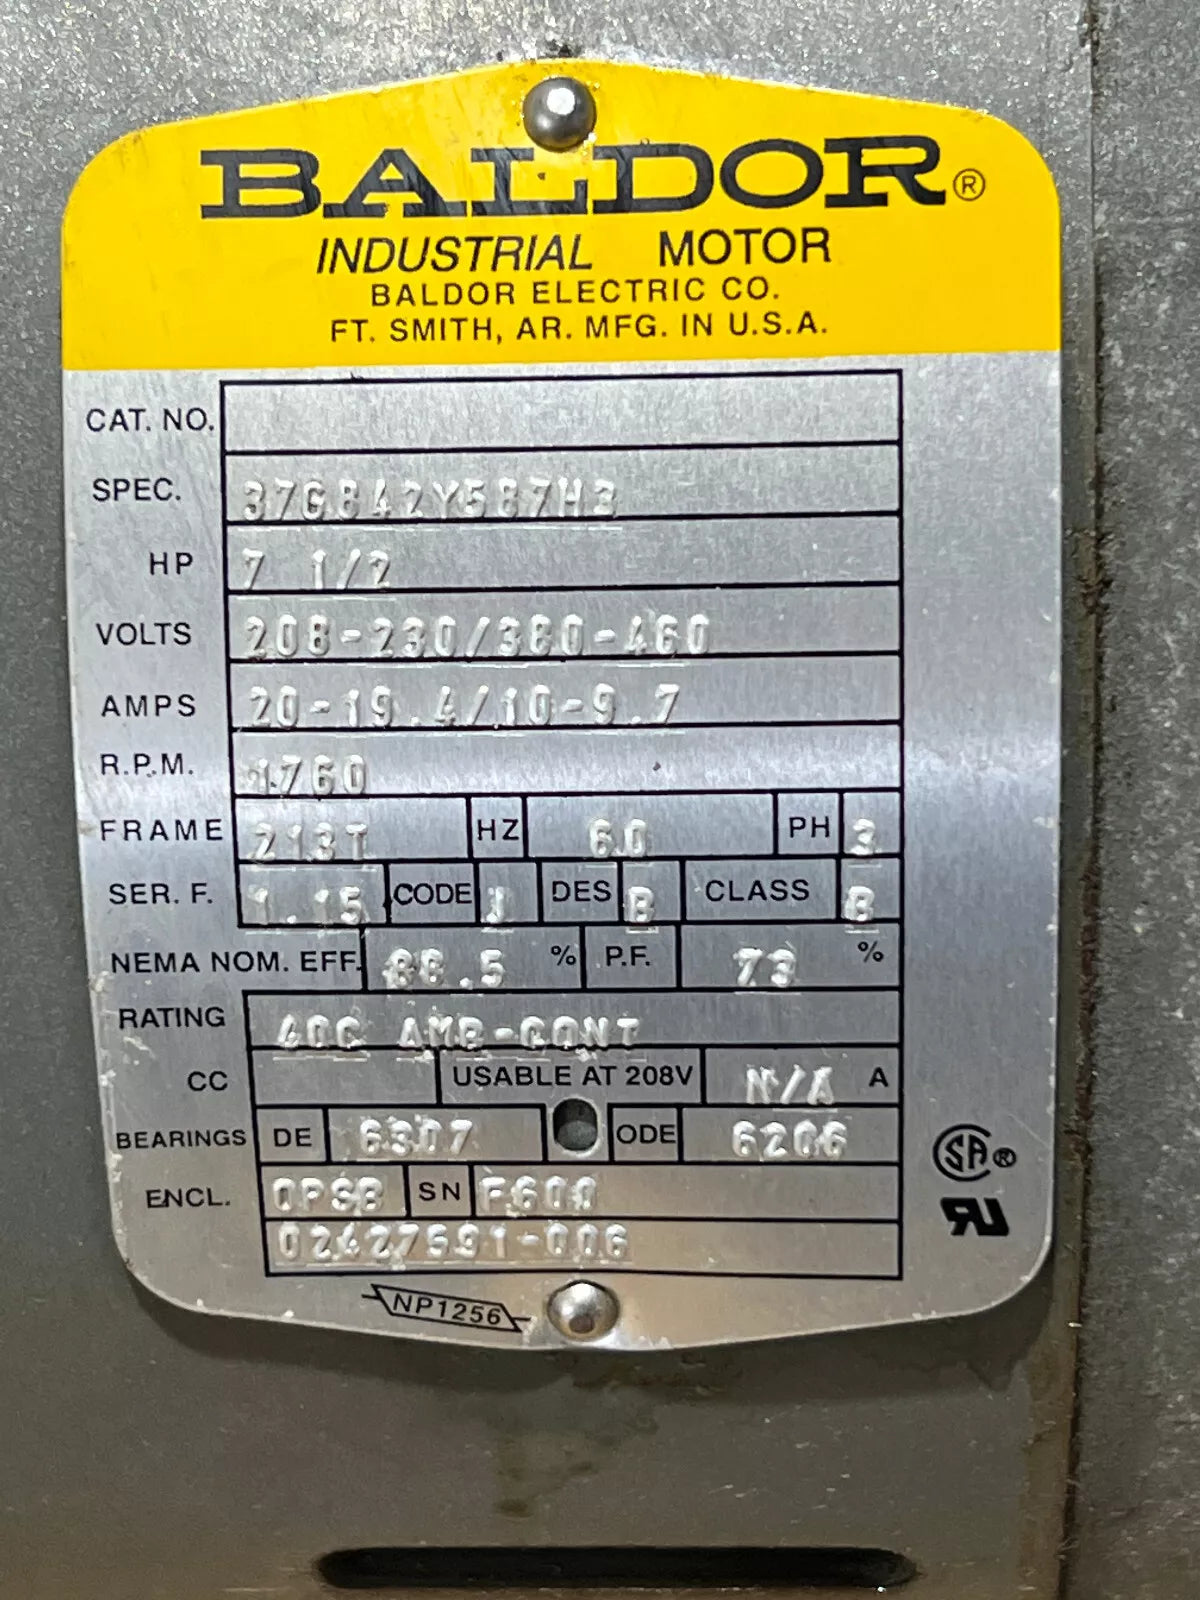 BALDOR®
INDUSTRIAL MOTOR
BALDOR ELECTRIC CO.
FT. SMITH, AR. MFG. IN U.S.A.
CAT. NO.
SPEC. 37G842Y587H3
HP 7 1/2
VOLTS 208-230/380-460
AMPS 20-19.4/10-9.7
R.P.M. 1760
FRAME 213T HZ 60 PH 3
SER. F. 1.15 CODE J DES B CLASS B
NEMA NOM. EFF. 88.5 % P.F. 73 %
RATING 40C AMB-CONT
CC USABLE AT 208V N/A A
BEARINGS DE 6307 ODE 6206
ENCL. OPSB SN F600
02427591-006
SA®
RU
NP1256